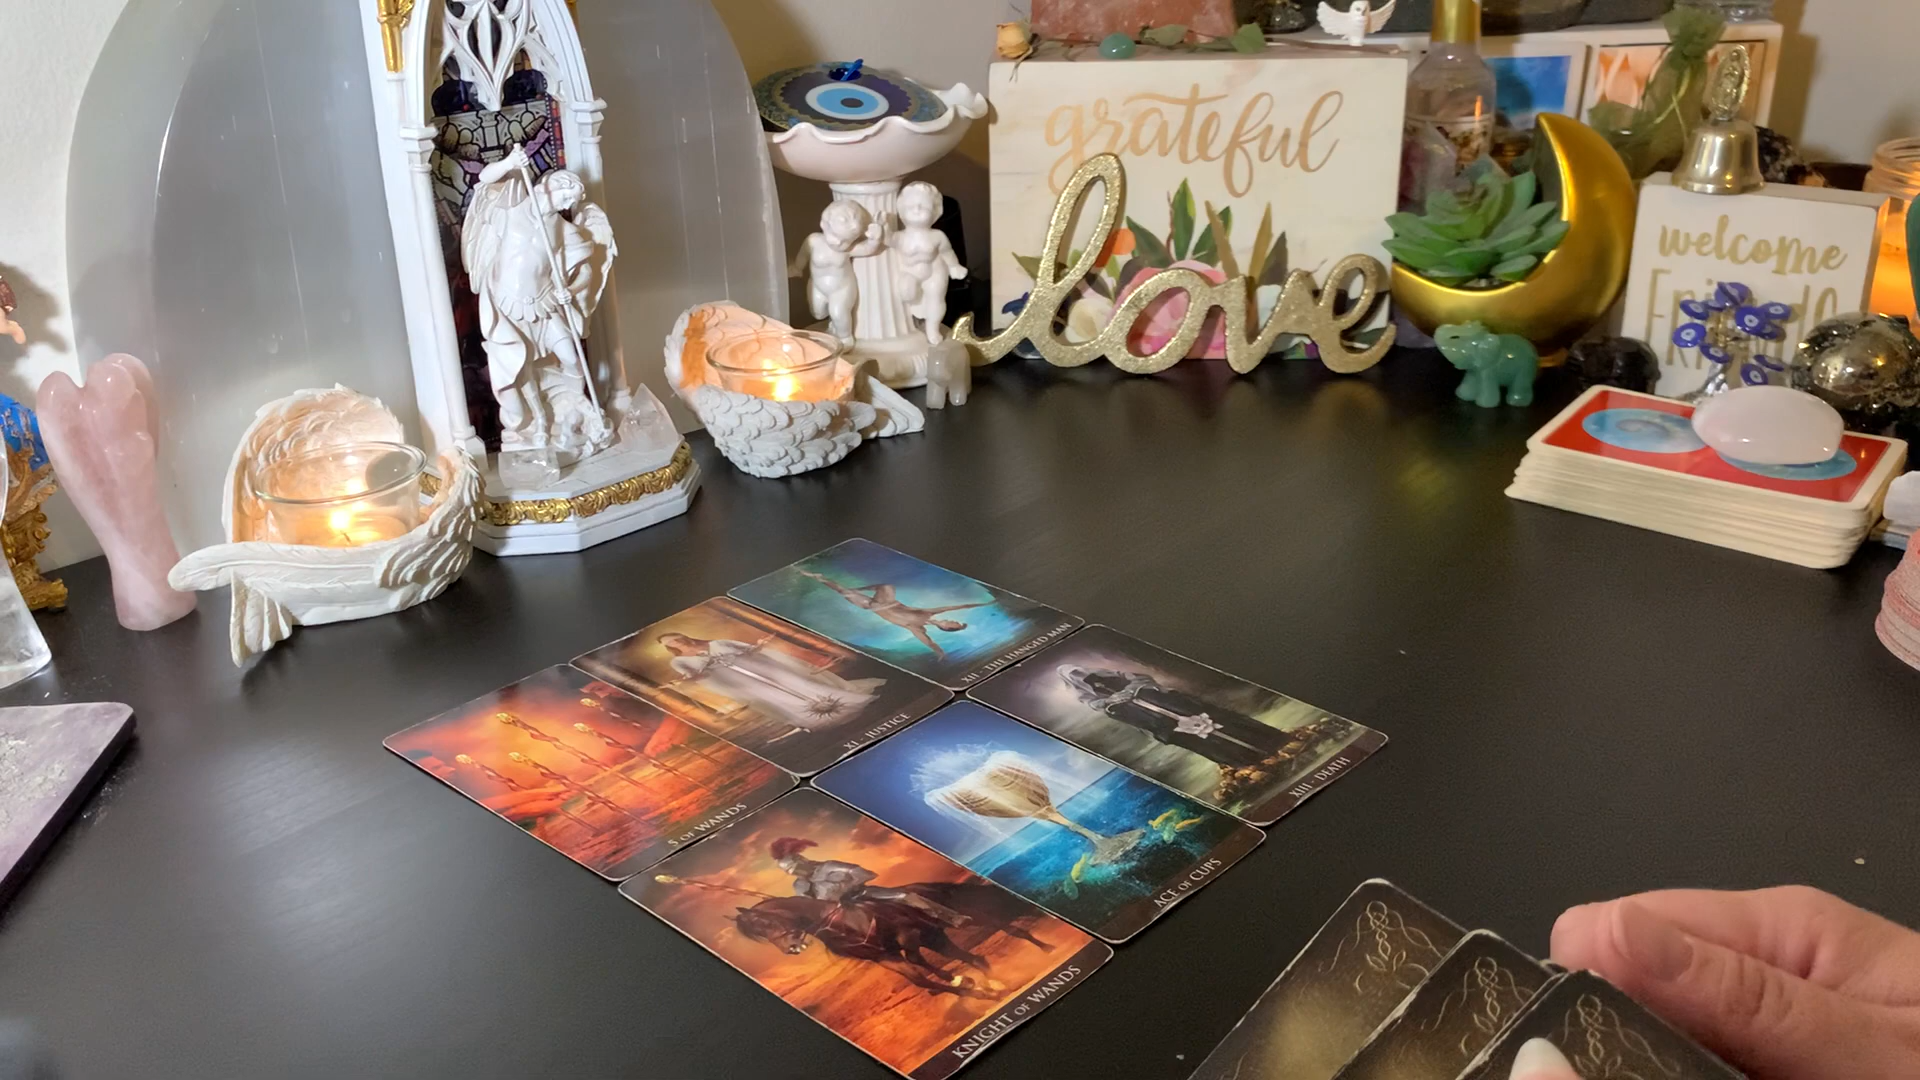 grateful
love
welcome
XII - THE HANGED MAN
XI - JUSTICE
XIII - DEATH
5 OF WANDS
ACE OF CUPS
KNIGHT OF WANDS